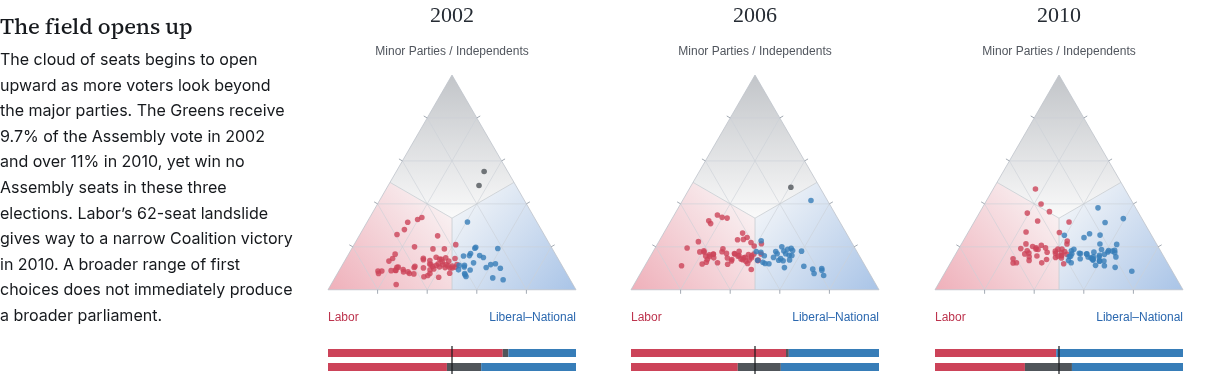 The field opens up
The cloud of seats begins to open
upward as more voters look beyond
the major parties. The Greens receive
9.7% of the Assembly vote in 2002
and over 11% in 2010, yet win no
Assembly seats in these three
elections. Labor’s 62-seat landslide
gives way to a narrow Coalition victory
in 2010. A broader range of first
choices does not immediately produce
a broader parliament.
2002
Minor Parties / Independents
Labor
Liberal–National
2006
Minor Parties / Independents
Labor
Liberal–National
2010
Minor Parties / Independents
Labor
Liberal–National